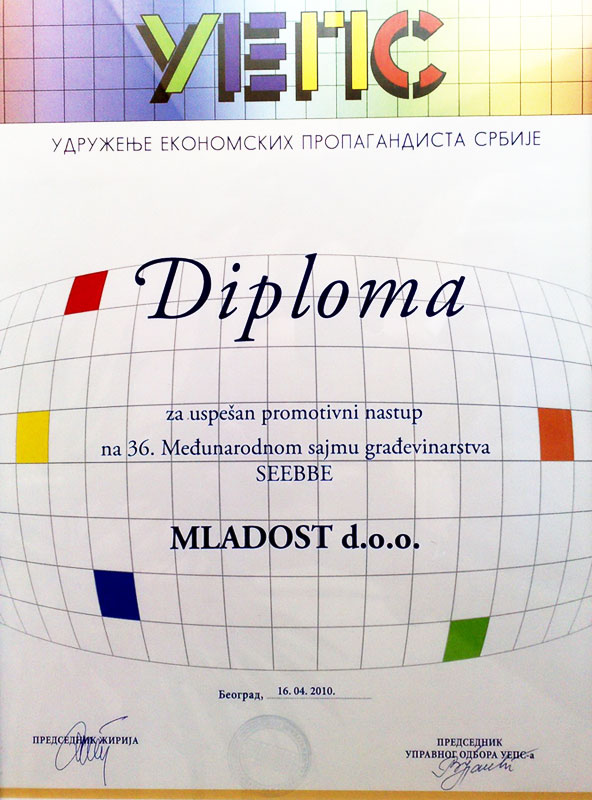 УЕПС
УДРУЖЕЊЕ ЕКОНОМСКИХ ПРОПАГАНДИСТА СРБИЈЕ
Diploma
za uspešan promotivni nastup
na 36. Međunarodnom sajmu građevinarstva
SEEBBE
MLADOST d.o.o.
Београд, 16. 04. 2010.
ПРЕДСЕДНИК ЖИРИЈА
ПРЕДСЕДНИК
УПРАВНОГ ОДБОРА УЕПС-а